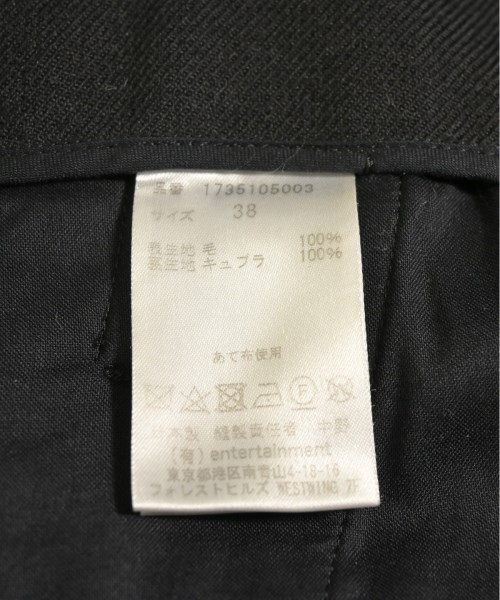 品番 1735105003
サイズ 38
表生地 毛 100%
裏生地 キュプラ 100%
あて布使用
日本製 縫製責任者 中野
(有) entertainment
東京都港区南青山4-18-16
フォレストヒルズ WESTWING 2F